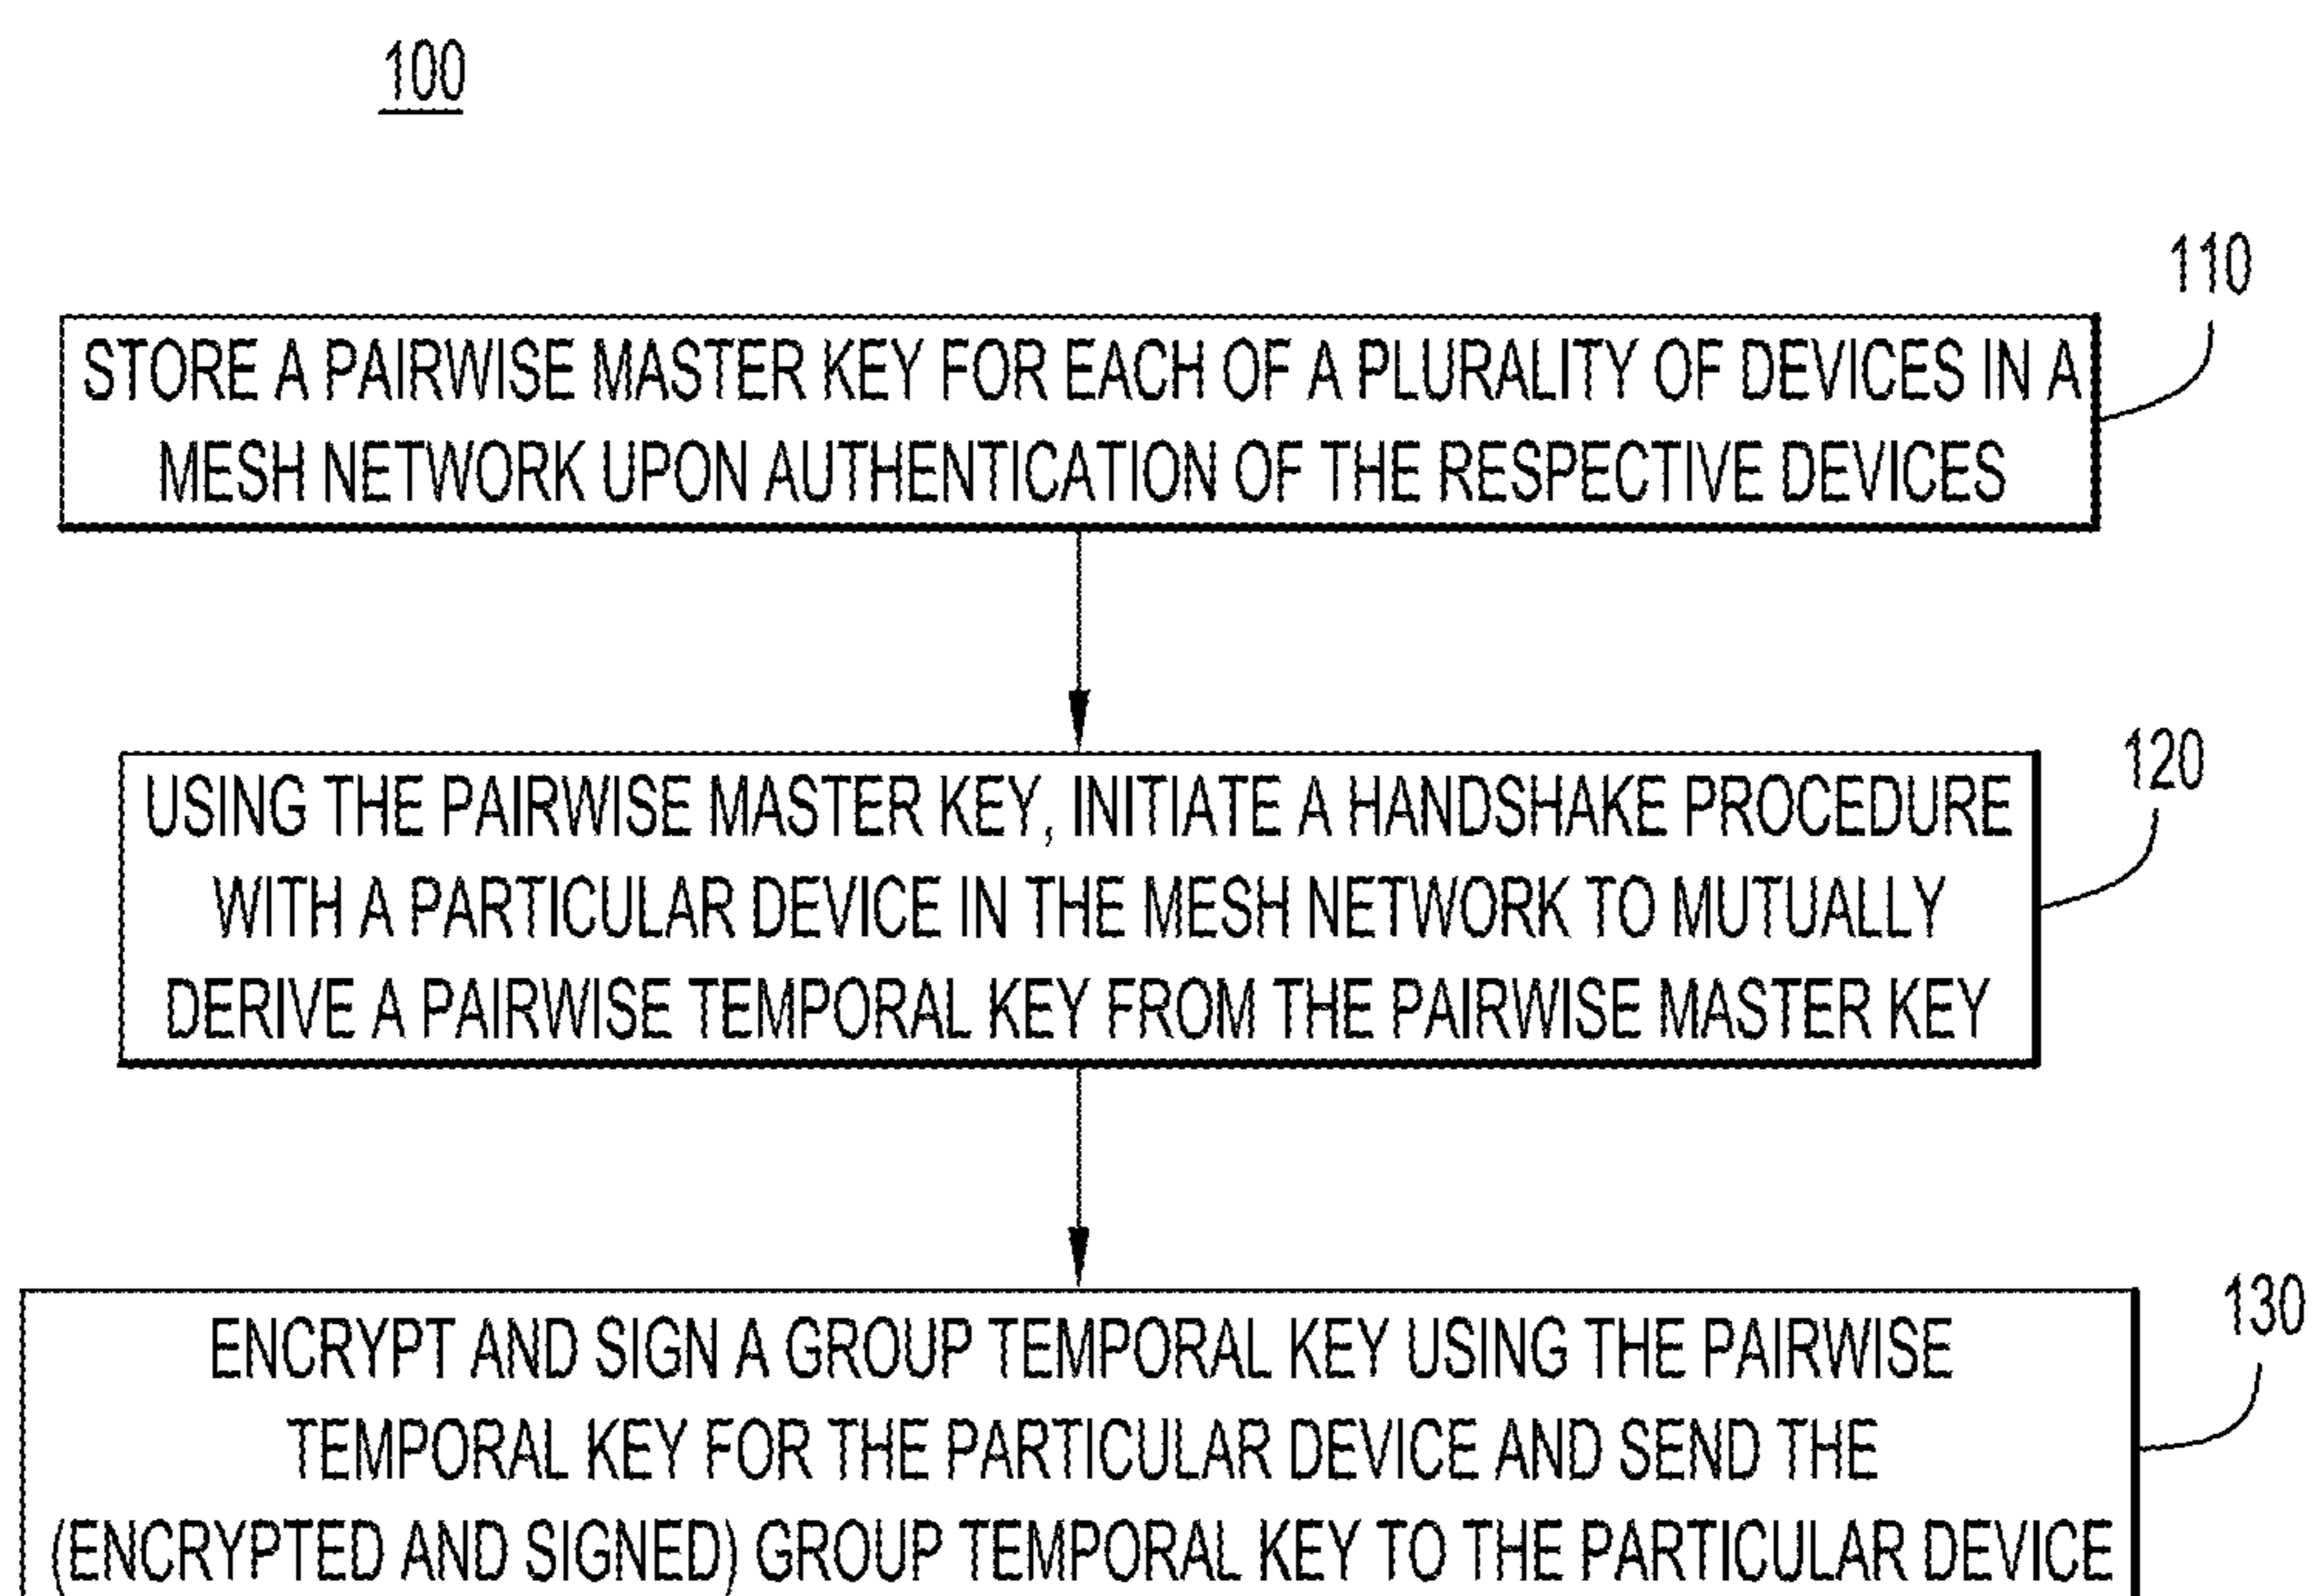 100
110
STORE A PAIRWISE MASTER KEY FOR EACH OF A PLURALITY OF DEVICES IN A
MESH NETWORK UPON AUTHENTICATION OF THE RESPECTIVE DEVICES
120
USING THE PAIRWISE MASTER KEY, INITIATE A HANDSHAKE PROCEDURE
WITH A PARTICULAR DEVICE IN THE MESH NETWORK TO MUTUALLY
DERIVE A PAIRWISE TEMPORAL KEY FROM THE PAIRWISE MASTER KEY
130
ENCRYPT AND SIGN A GROUP TEMPORAL KEY USING THE PAIRWISE
TEMPORAL KEY FOR THE PARTICULAR DEVICE AND SEND THE
(ENCRYPTED AND SIGNED) GROUP TEMPORAL KEY TO THE PARTICULAR DEVICE